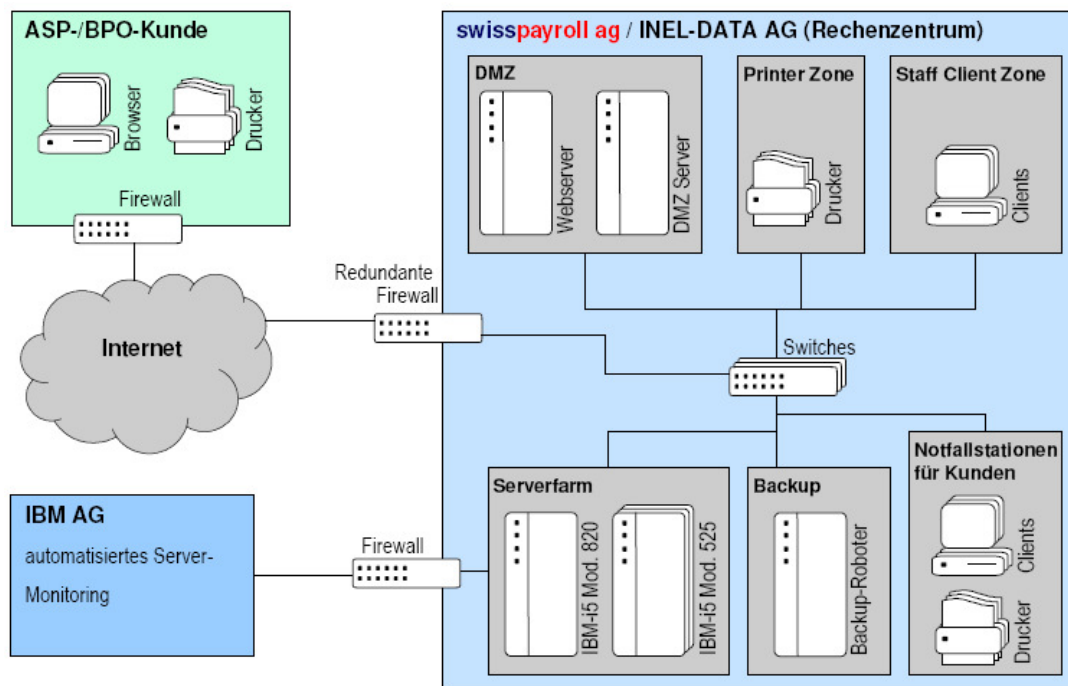 ASP-/BPO-Kunde
Browser
Drucker
Firewall
Internet
IBM AG
automatisiertes Server-
Monitoring
Redundante
Firewall
Firewall
swisspayroll ag / INEL-DATA AG (Rechenzentrum)
DMZ
Webserver
DMZ Server
Printer Zone
Drucker
Staff Client Zone
Clients
Switches
Serverfarm
IBM-i5 Mod. 820
IBM-i5 Mod. 525
Backup
Backup-Roboter
Notfallstationen
für Kunden
Clients
Drucker